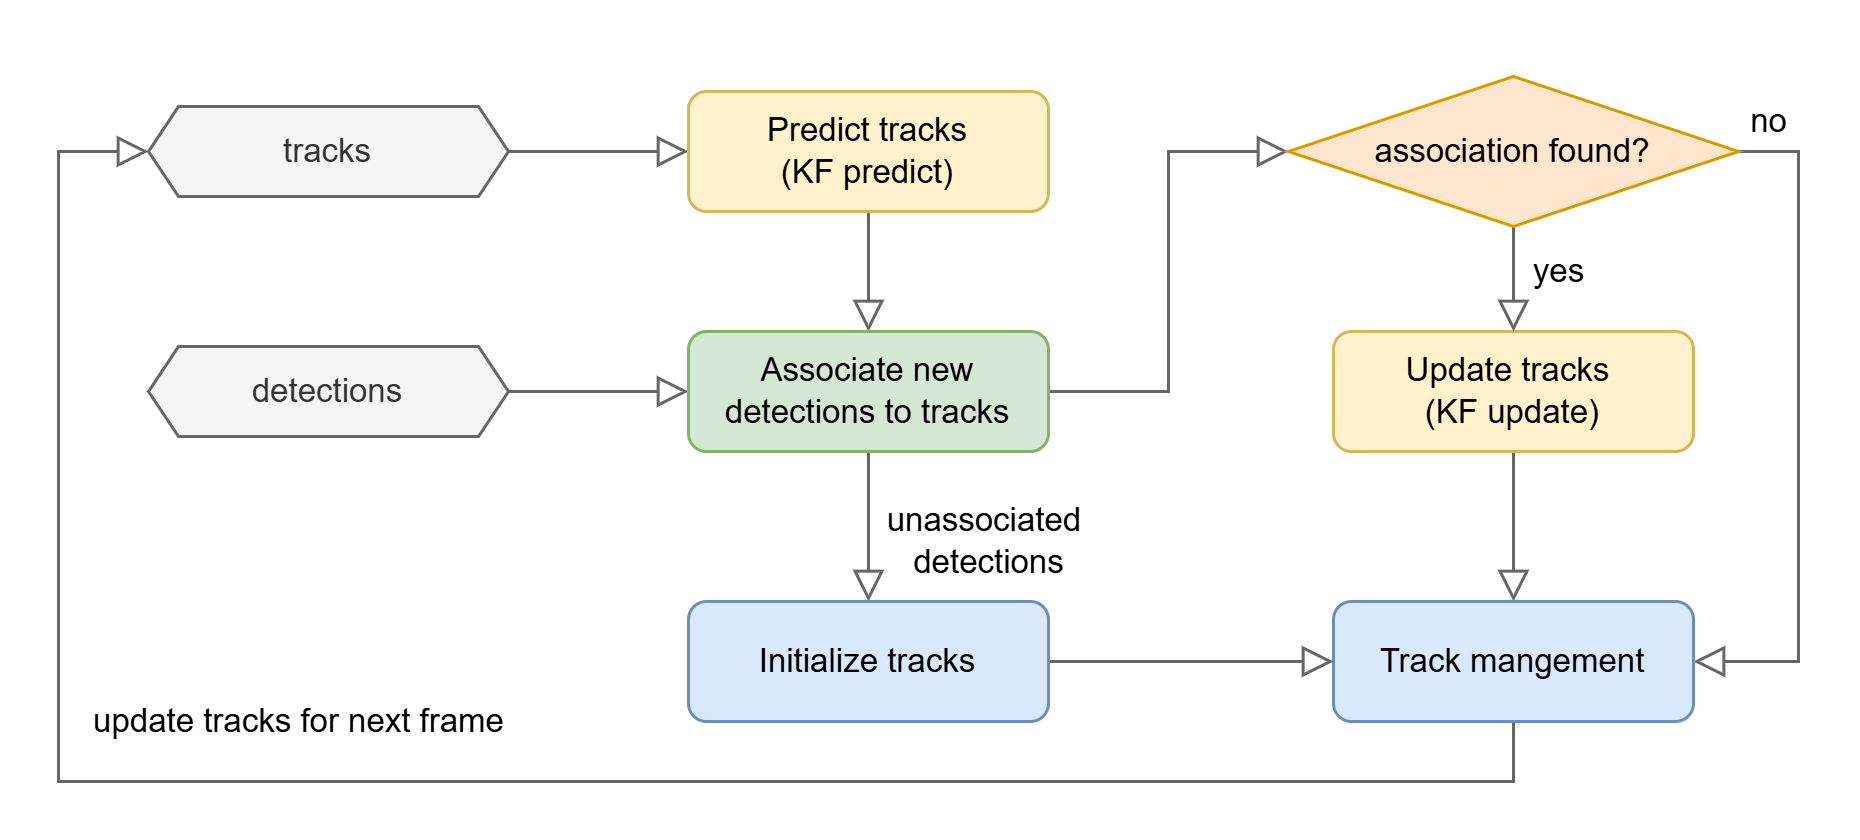 tracks
Predict tracks
(KF predict)
association found?
no
yes
detections
Associate new
detections to tracks
Update tracks
(KF update)
unassociated
detections
Initialize tracks
Track mangement
update tracks for next frame